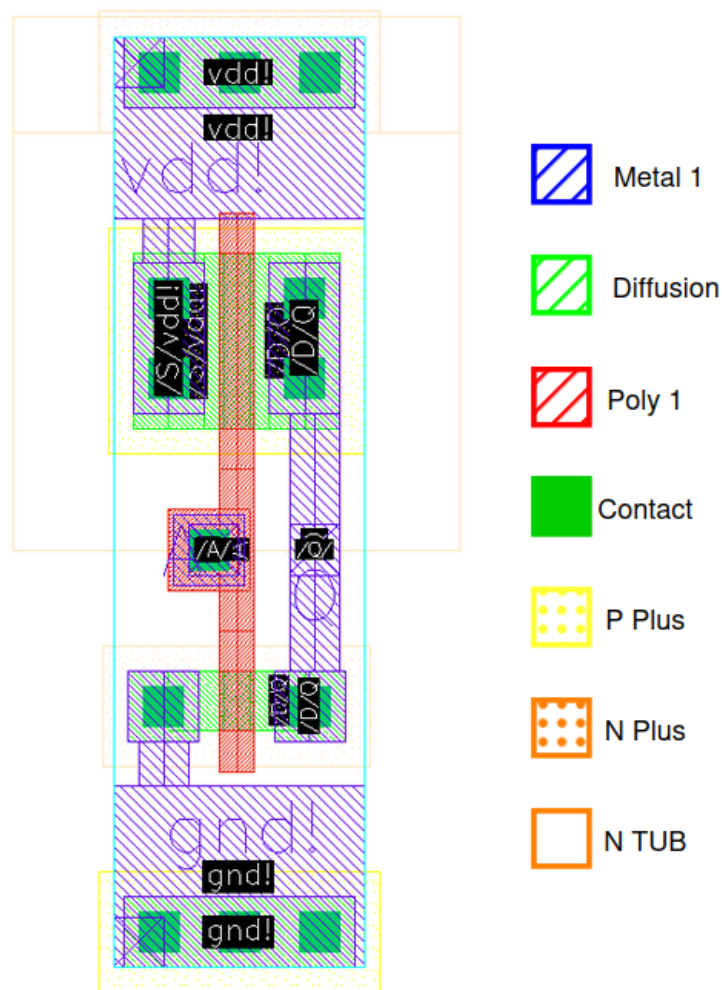 vdd!
vdd!
vdd!
Metal 1
Diffusion
/S/vdd!
/D/Q
Poly 1
Contact
/A/
/Q/
Q
P Plus
/D/Q
N Plus
gnd!
gnd!
N TUB
gnd!